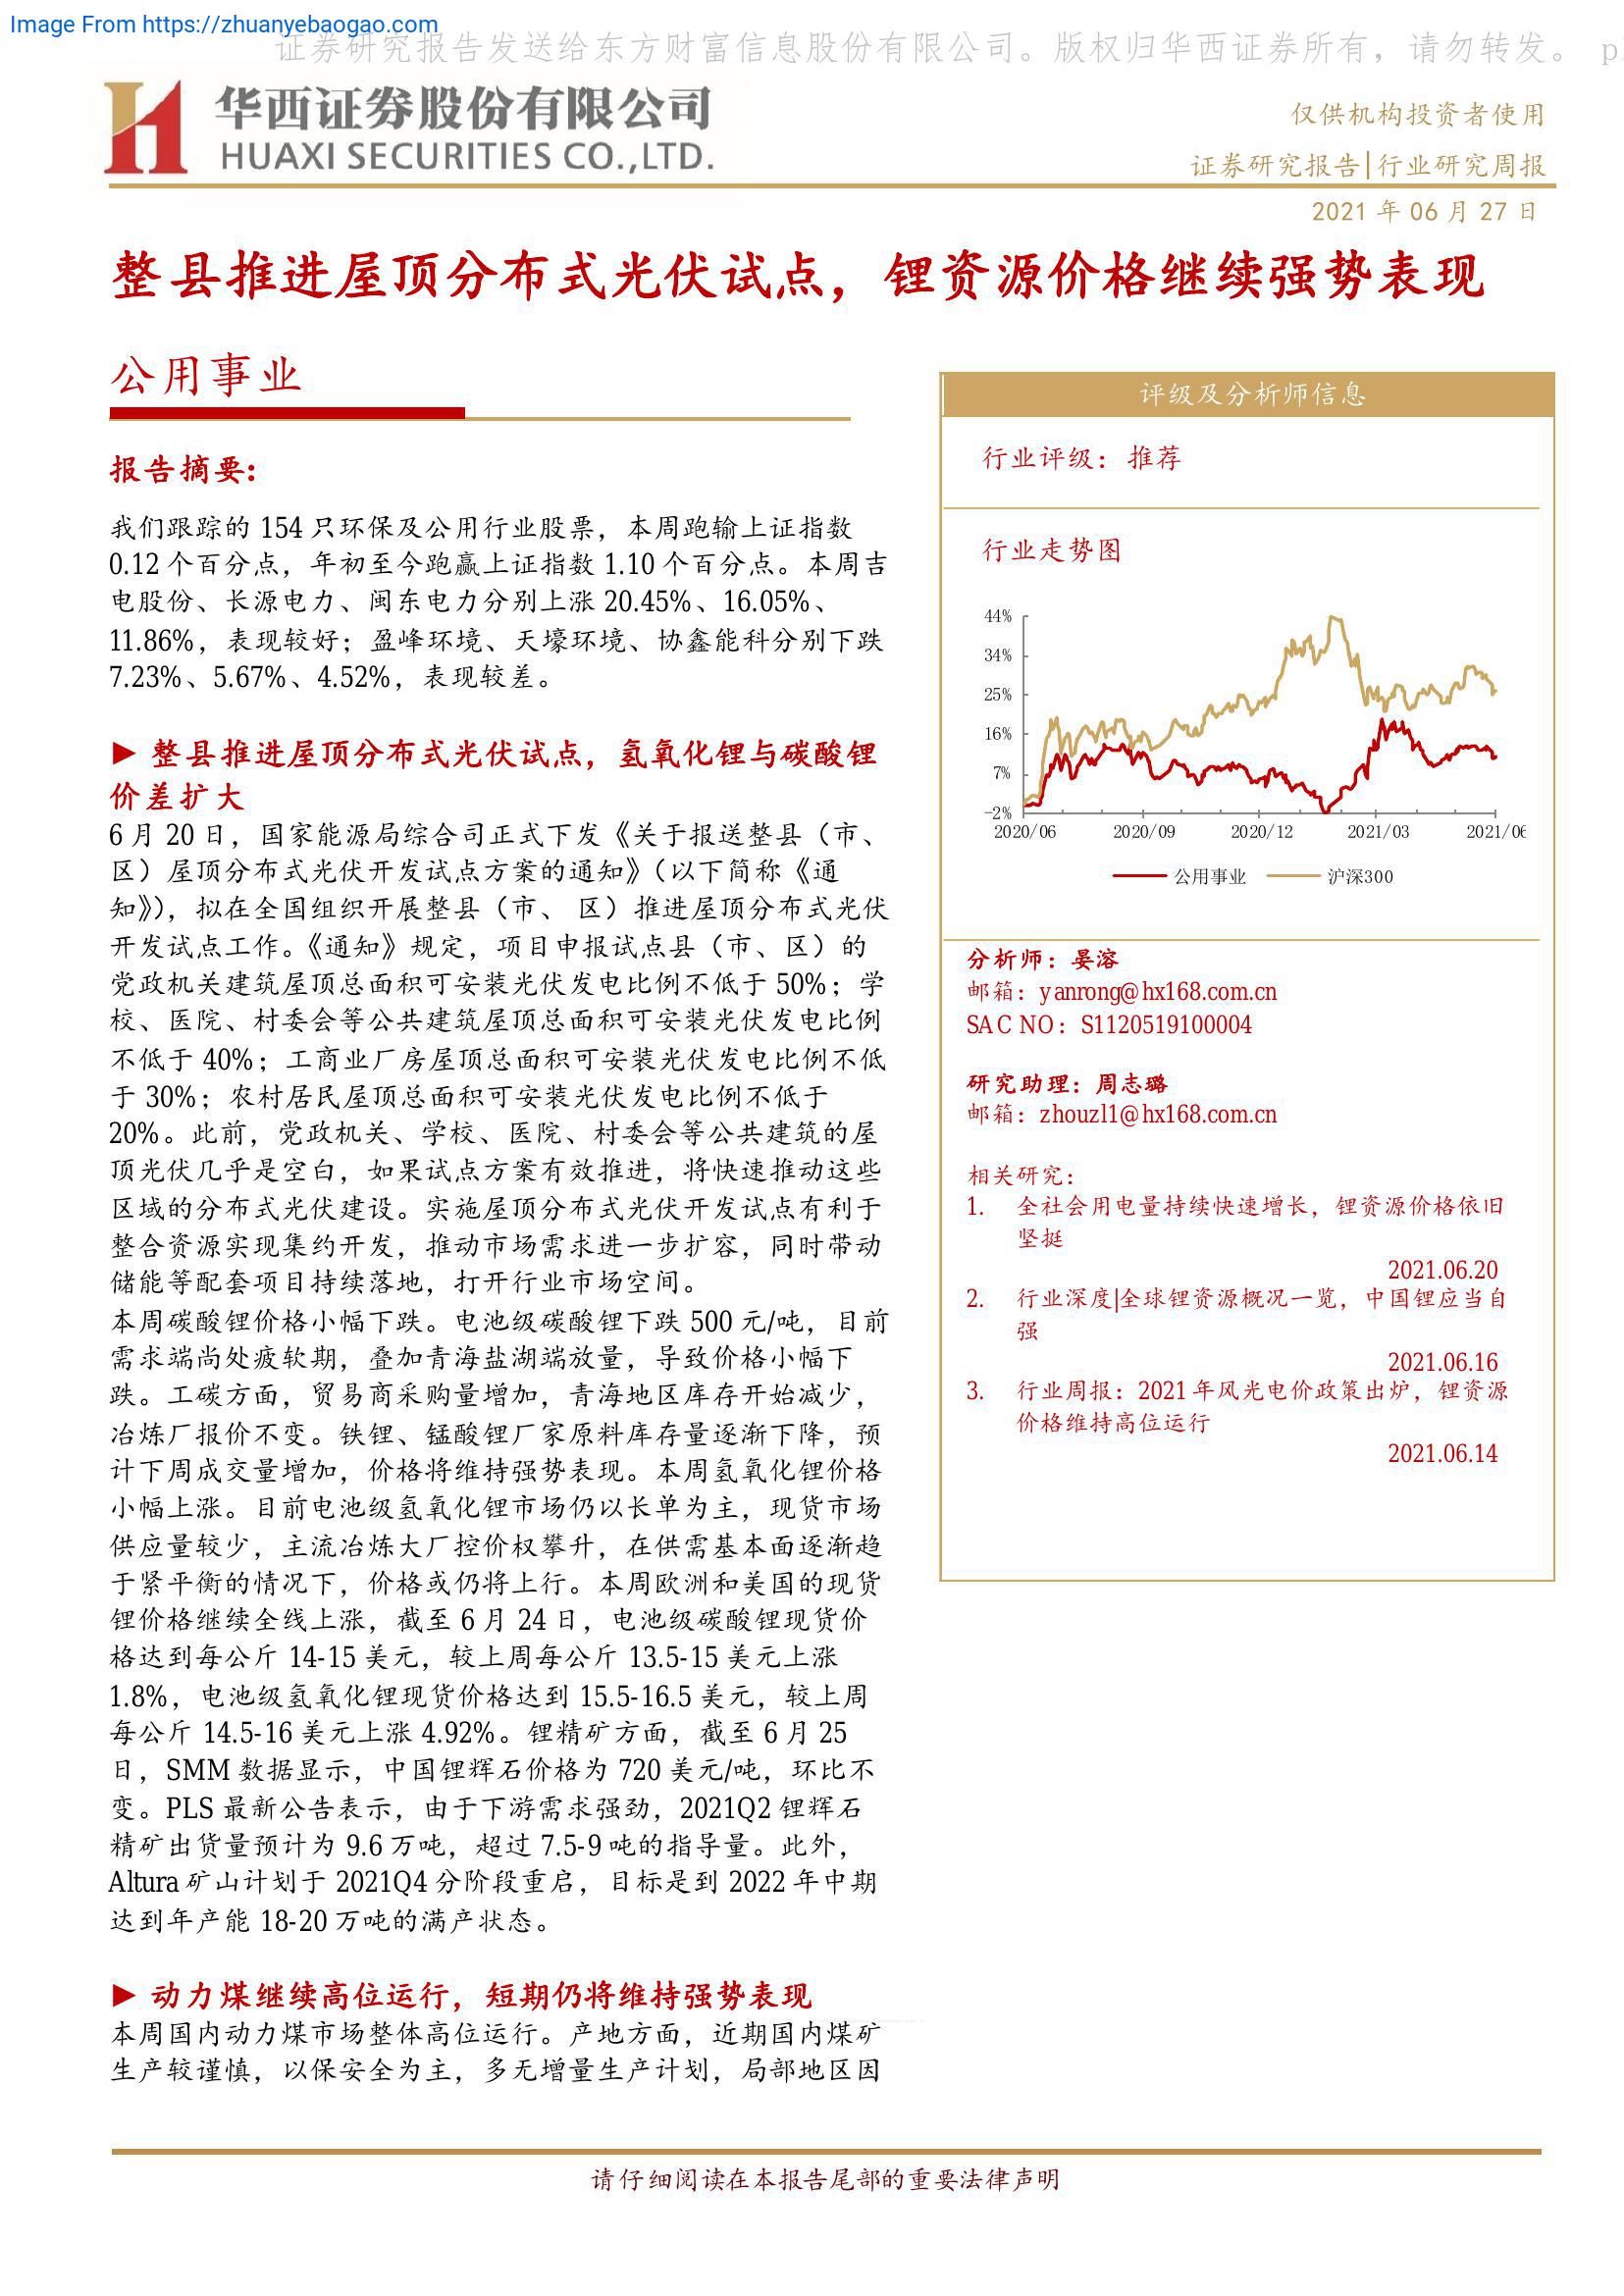 Image From https://zhuanyebaogao.com
证券研究报告发送给东方财富信息股份有限公司。版权归华西证券所有，请勿转发。 p
华西证券股份有限公司
HUAXI SECURITIES CO.,LTD.
仅供机构投资者使用
证券研究报告|行业研究周报
2021 年 06 月 27 日
整县推进屋顶分布式光伏试点，锂资源价格继续强势表现
公用事业
报告摘要：
我们跟踪的 154 只环保及公用行业股票，本周跑输上证指数
0.12 个百分点，年初至今跑赢上证指数 1.10 个百分点。本周吉
电股份、长源电力、闽东电力分别上涨 20.45%、16.05%、
11.86%，表现较好；盈峰环境、天壕环境、协鑫能科分别下跌
7.23%、5.67%、4.52%，表现较差。
► 整县推进屋顶分布式光伏试点，氢氧化锂与碳酸锂
价差扩大
6 月 20 日，国家能源局综合司正式下发《关于报送整县（市、
区）屋顶分布式光伏开发试点方案的通知》（以下简称《通
知》），拟在全国组织开展整县（市、 区）推进屋顶分布式光伏
开发试点工作。《通知》规定，项目申报试点县（市、区）的
党政机关建筑屋顶总面积可安装光伏发电比例不低于 50%；学
校、医院、村委会等公共建筑屋顶总面积可安装光伏发电比例
不低于 40%；工商业厂房屋顶总面积可安装光伏发电比例不低
于 30%；农村居民屋顶总面积可安装光伏发电比例不低于
20%。此前，党政机关、学校、医院、村委会等公共建筑的屋
顶光伏几乎是空白，如果试点方案有效推进，将快速推动这些
区域的分布式光伏建设。实施屋顶分布式光伏开发试点有利于
整合资源实现集约开发，推动市场需求进一步扩容，同时带动
储能等配套项目持续落地，打开行业市场空间。
本周碳酸锂价格小幅下跌。电池级碳酸锂下跌 500 元/吨，目前
需求端尚处疲软期，叠加青海盐湖端放量，导致价格小幅下
跌。工碳方面，贸易商采购量增加，青海地区库存开始减少，
冶炼厂报价不变。铁锂、锰酸锂厂家原料库存量逐渐下降，预
计下周成交量增加，价格将维持强势表现。本周氢氧化锂价格
小幅上涨。目前电池级氢氧化锂市场仍以长单为主，现货市场
供应量较少，主流冶炼大厂控价权攀升，在供需基本面逐渐趋
于紧平衡的情况下，价格或仍将上行。本周欧洲和美国的现货
锂价格继续全线上涨，截至 6 月 24 日，电池级碳酸锂现货价
格达到每公斤 14-15 美元，较上周每公斤 13.5-15 美元上涨
1.8%，电池级氢氧化锂现货价格达到 15.5-16.5 美元，较上周
每公斤 14.5-16 美元上涨 4.92%。锂精矿方面，截至 6 月 25
日，SMM 数据显示，中国锂辉石价格为 720 美元/吨，环比不
变。PLS 最新公告表示，由于下游需求强劲，2021Q2 锂辉石
精矿出货量预计为 9.6 万吨，超过 7.5-9 吨的指导量。此外，
Altura 矿山计划于 2021Q4 分阶段重启，目标是到 2022 年中期
达到年产能 18-20 万吨的满产状态。
► 动力煤继续高位运行，短期仍将维持强势表现
本周国内动力煤市场整体高位运行。产地方面，近期国内煤矿
生产较谨慎，以保安全为主，多无增量生产计划，局部地区因
评级及分析师信息
行业评级：推荐
行业走势图
44%
34%
25%
16%
7%
-2%
2020/06 2020/09 2020/12 2021/03 2021/06
公用事业 沪深300
分析师：晏溶
邮箱：yanrong@hx168.com.cn
SAC NO：S1120519100004
研究助理：周志璐
邮箱：zhouzl1@hx168.com.cn
相关研究：
1. 全社会用电量持续快速增长，锂资源价格依旧
坚挺
2021.06.20
2. 行业深度|全球锂资源概况一览，中国锂应当自
强
2021.06.16
3. 行业周报：2021 年风光电价政策出炉，锂资源
价格维持高位运行
2021.06.14
请仔细阅读在本报告尾部的重要法律声明